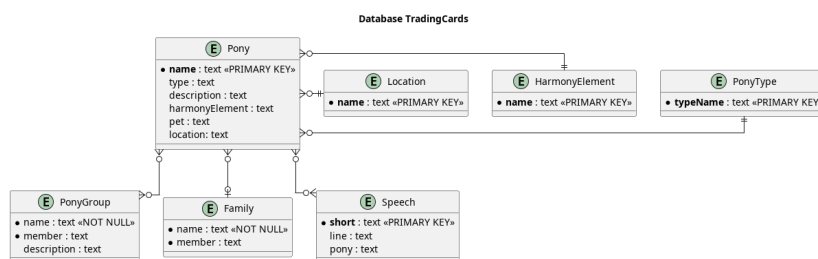 Database TradingCards
E Pony
name : text «PRIMARY KEY»
type : text
description : text
harmonyElement : text
pet : text
location: text
E Location
name : text «PRIMARY KEY»
E HarmonyElement
name : text «PRIMARY KEY»
E PonyType
typeName : text «PRIMARY KEY»
E PonyGroup
name : text «NOT NULL»
member : text
description : text
E Family
name : text «NOT NULL»
member : text
E Speech
short : text «PRIMARY KEY»
line : text
pony : text